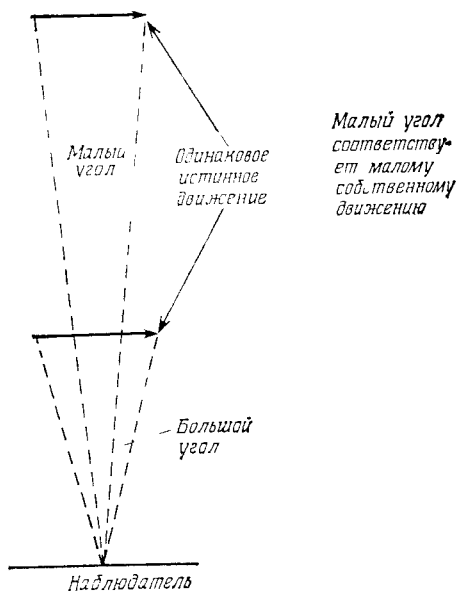 Малый
угол
Одинаковое
истинное
движение
Малый угол
соответству-
ет малому
собственному
движению
Большой
угол
Наблюдатель